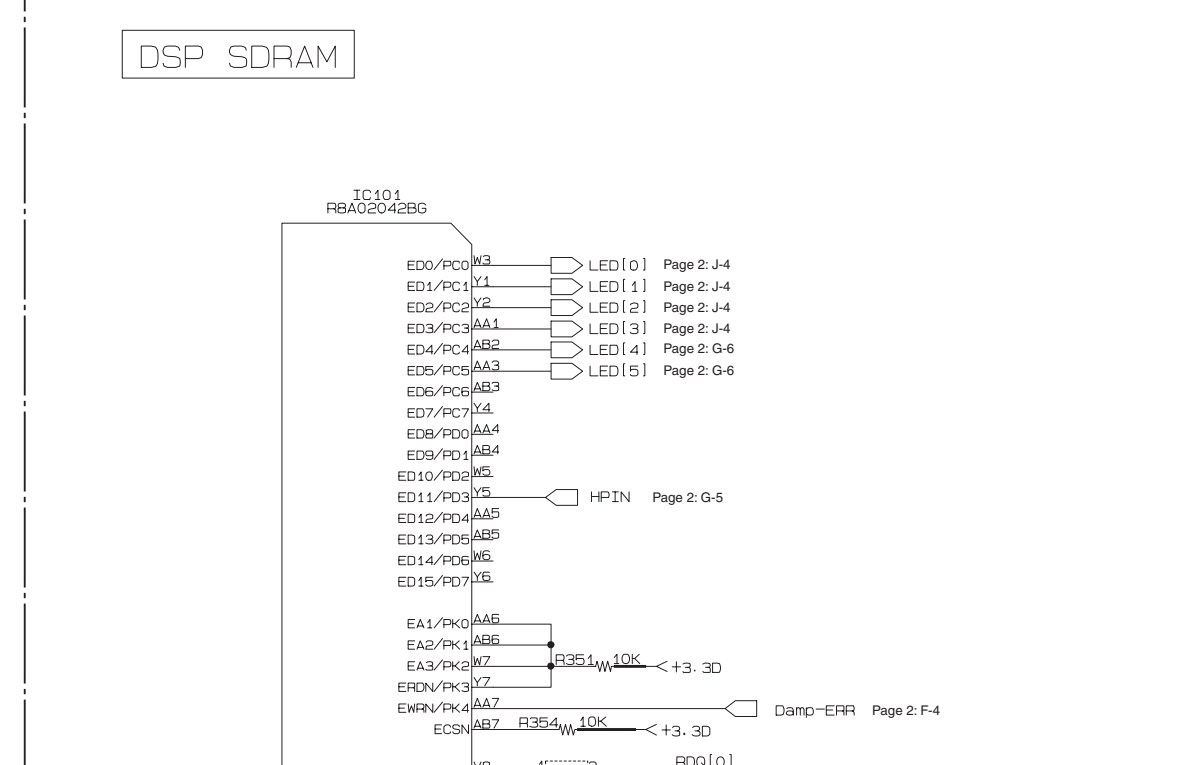 DSP SDRAM
IC101
R8A02042BG
ED0/PC0 W3 LED[0] Page 2: J-4
ED1/PC1 Y1 LED[1] Page 2: J-4
ED2/PC2 Y2 LED[2] Page 2: J-4
ED3/PC3 AA1 LED[3] Page 2: J-4
ED4/PC4 AB2 LED[4] Page 2: G-6
ED5/PC5 AA3 LED[5] Page 2: G-6
ED6/PC6 AB3
ED7/PC7 Y4
ED8/PD0 AA4
ED9/PD1 AB4
ED10/PD2 W5
ED11/PD3 Y5 HPIN Page 2: G-5
ED12/PD4 AA5
ED13/PD5 AB5
ED14/PD6 W6
ED15/PD7 Y6
EA1/PK0 AA6
EA2/PK1 AB6
EA3/PK2 W7 R351 10K +3.3D
ERDN/PK3 Y7
EWRN/PK4 AA7 Damp-ERR Page 2: F-4
ECSN AB7 R354 10K +3.3D
RDQ[0]